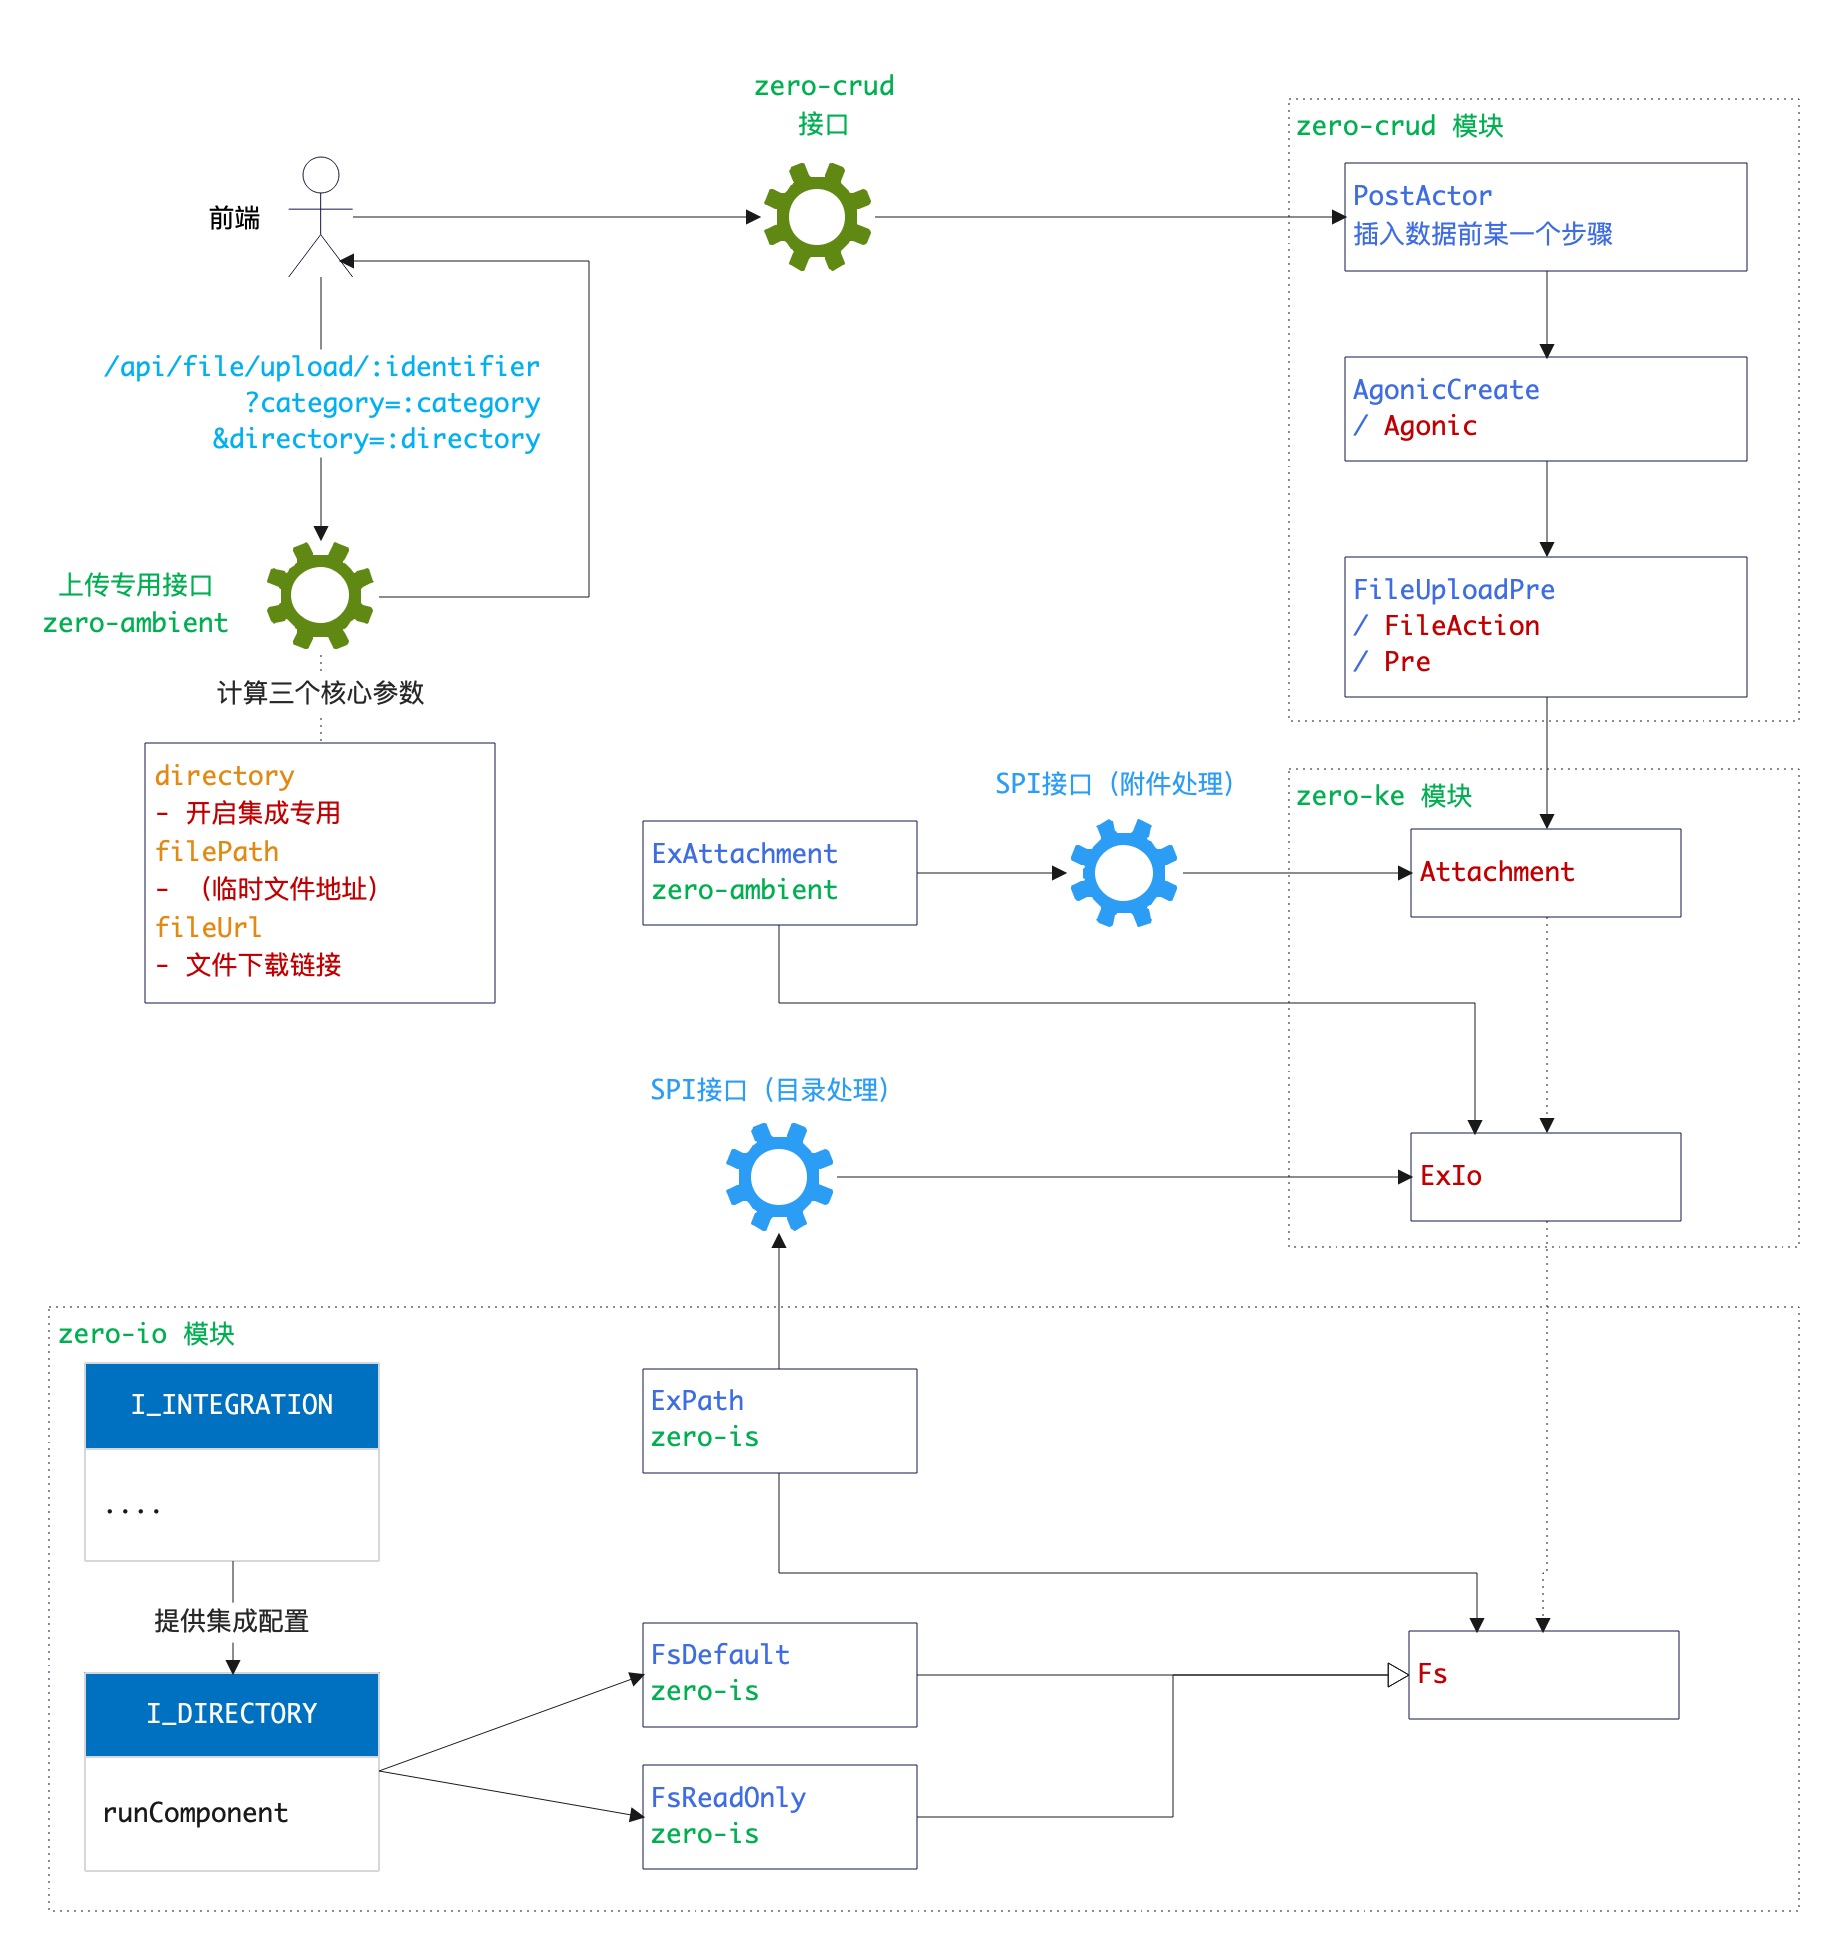 zero-crud
接口
zero-crud 模块
PostActor
插入数据前某一个步骤
前端
/api/file/upload/:identifier
?category=:category
&directory=:directory
AgonicCreate
/ Agonic
上传专用接口
zero-ambient
FileUploadPre
/ FileAction
/ Pre
计算三个核心参数
directory
- 开启集成专用
filePath
- （临时文件地址）
fileUrl
- 文件下载链接
SPI接口（附件处理）
zero-ke 模块
ExAttachment
zero-ambient
Attachment
SPI接口（目录处理）
ExIo
zero-io 模块
I_INTEGRATION
....
ExPath
zero-is
提供集成配置
I_DIRECTORY
runComponent
FsDefault
zero-is
Fs
FsReadOnly
zero-is